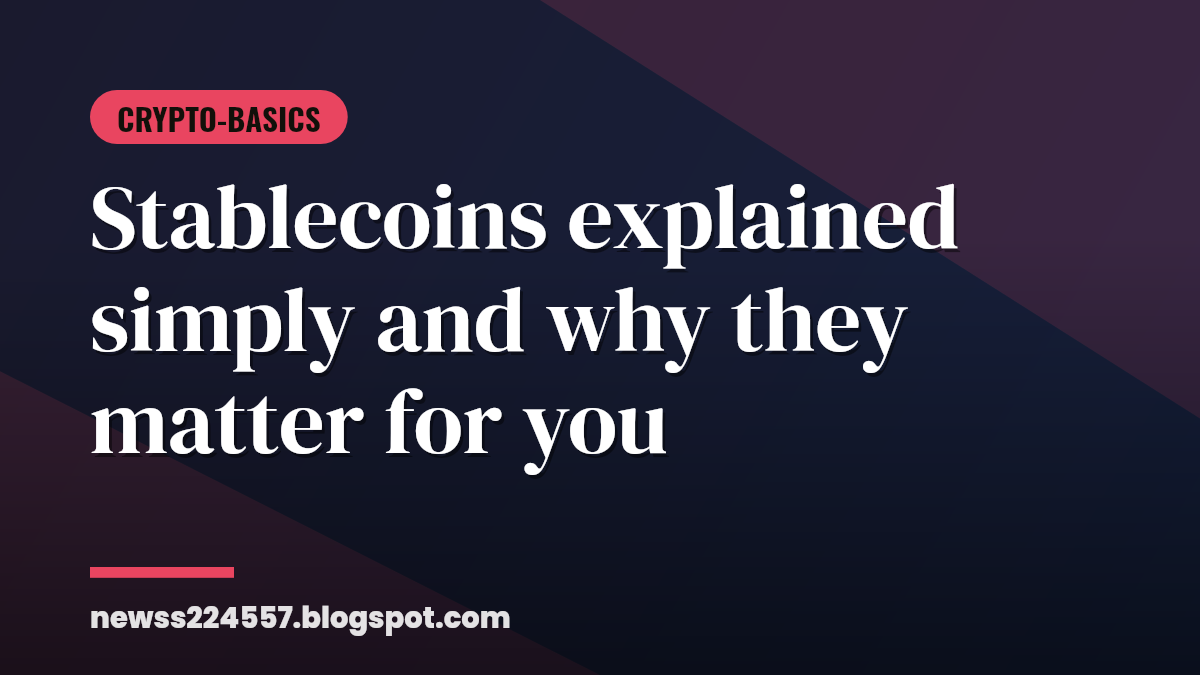 CRYPTO-BASICS
Stablecoins explained
simply and why they
matter for you
newss224557.blogspot.com